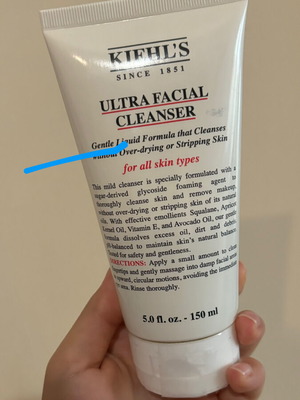 KIEHL'S
SINCE 1851
ULTRA FACIAL
CLEANSER
Gentle Liquid Formula that Cleanses
without Over-drying or Stripping Skin
for all skin types
This mild cleanser is specially formulated with a
sugar-derived glycoside foaming agent to
thoroughly cleanse skin and remove makeup,
without over-drying or stripping skin of its natural
oils. With effective emollients Squalane, Apricot
Kernel Oil, Vitamin E, and Avocado Oil, our gentle
formula dissolves excess oil, dirt and debris.
balanced to maintain skin's natural balance
for safety and gentleness.
DIRECTIONS: Apply a small amount to clean
fingertips and gently massage into damp facial area
upward, circular motions, avoiding the immediate
eye area. Rinse thoroughly.
5.0 fl. oz. - 150 ml